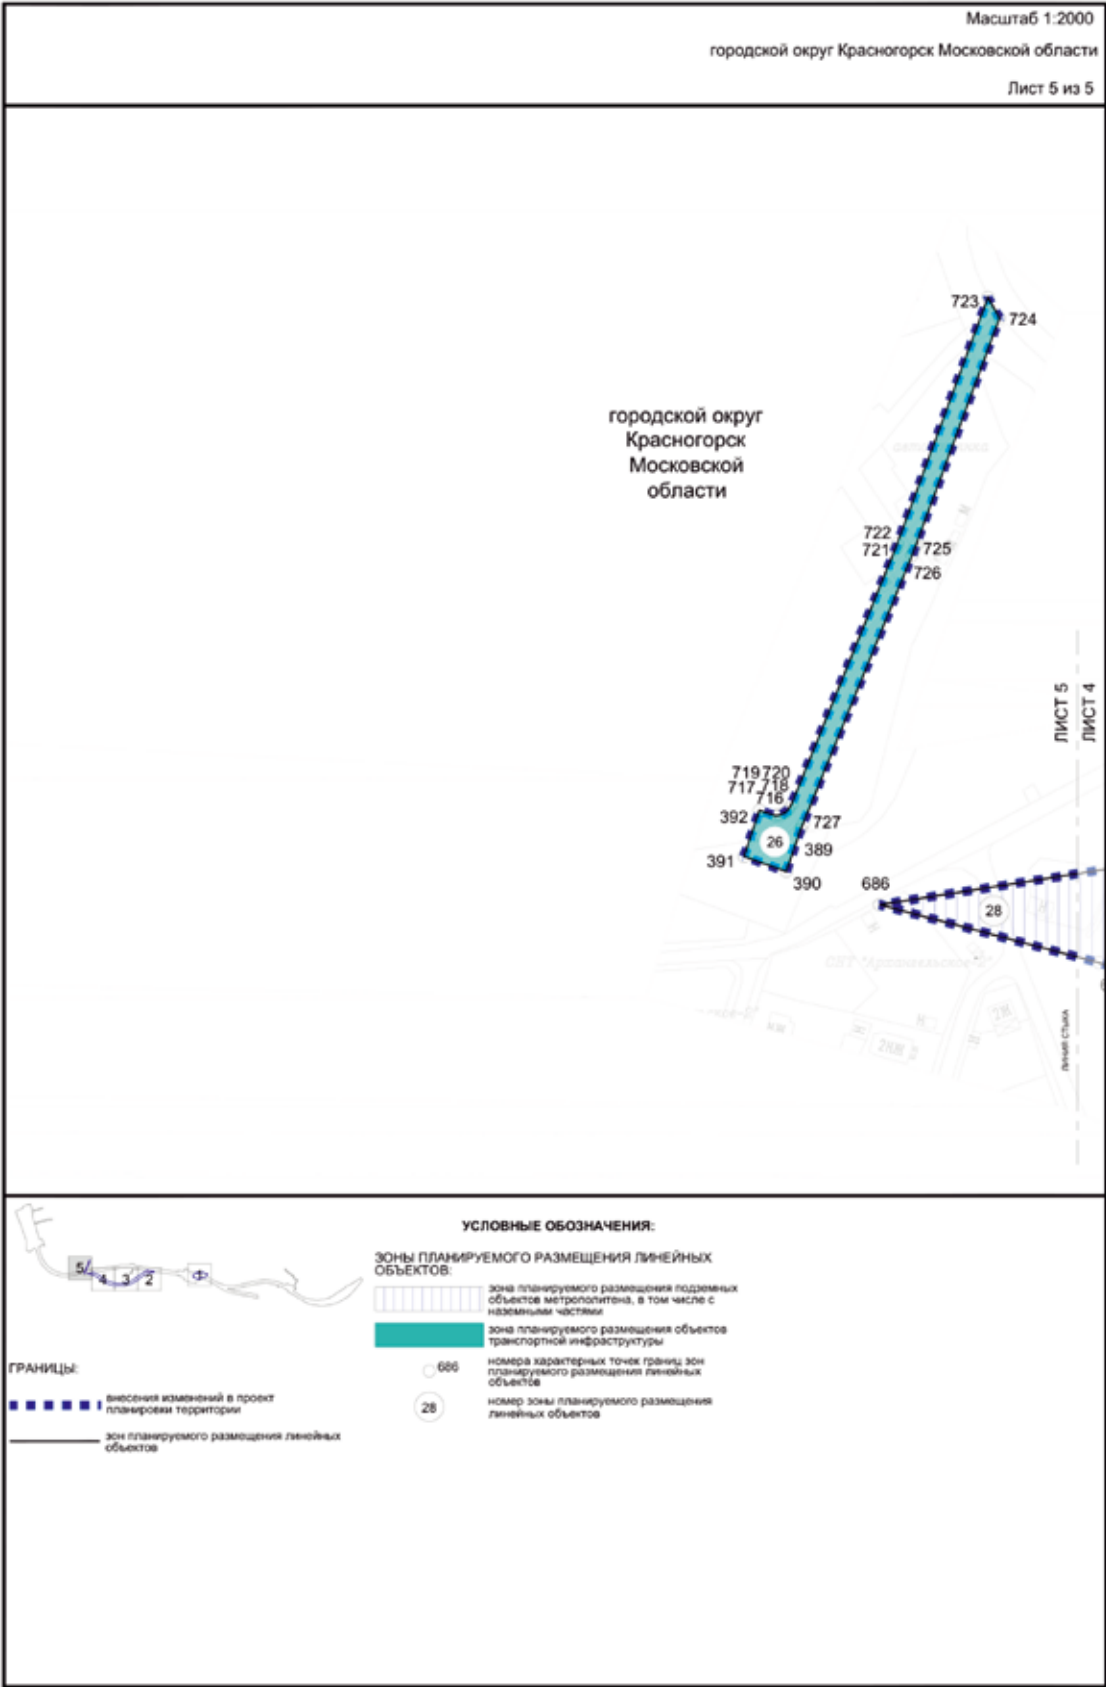 Масштаб 1:2000
городской округ Красногорск Московской области
Лист 5 из 5
723
724
городской округ
Красногорск
Московской
области
722
721
725
726
ЛИСТ 5
ЛИСТ 4
719 720
717 718
716
392
727
26
389
391
390
686
28
СНТ "Архангельское-2"
2Н
2НЖ
ЛИНИЯ СТЫКА
УСЛОВНЫЕ ОБОЗНАЧЕНИЯ:
ЗОНЫ ПЛАНИРУЕМОГО РАЗМЕЩЕНИЯ ЛИНЕЙНЫХ
ОБЪЕКТОВ:
зона планируемого размещения подземных
объектов метрополитена, в том числе с
наземными частями
зона планируемого размещения объектов
транспортной инфраструктуры
686
номера характерных точек границ зон
планируемого размещения линейных
объектов
28
номер зоны планируемого размещения
линейных объектов
5
4
3
2
ГРАНИЦЫ:
внесения изменений в проект
планировки территории
зон планируемого размещения линейных
объектов